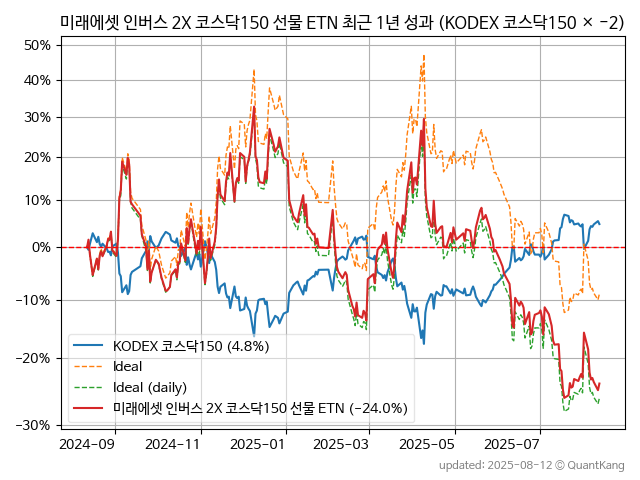 미래에셋 인버스 2X 코스닥150 선물 ETN 최근 1년 성과 (KODEX 코스닥150 × −2)
50%
40%
30%
20%
10%
0%
−10%
−20%
−30%
KODEX 코스닥150 (4.8%)
Ideal
Ideal (daily)
미래에셋 인버스 2X 코스닥150 선물 ETN (−24.0%)
2024-09 2024-11 2025-01 2025-03 2025-05 2025-07
updated: 2025-08-12 © QuantKang